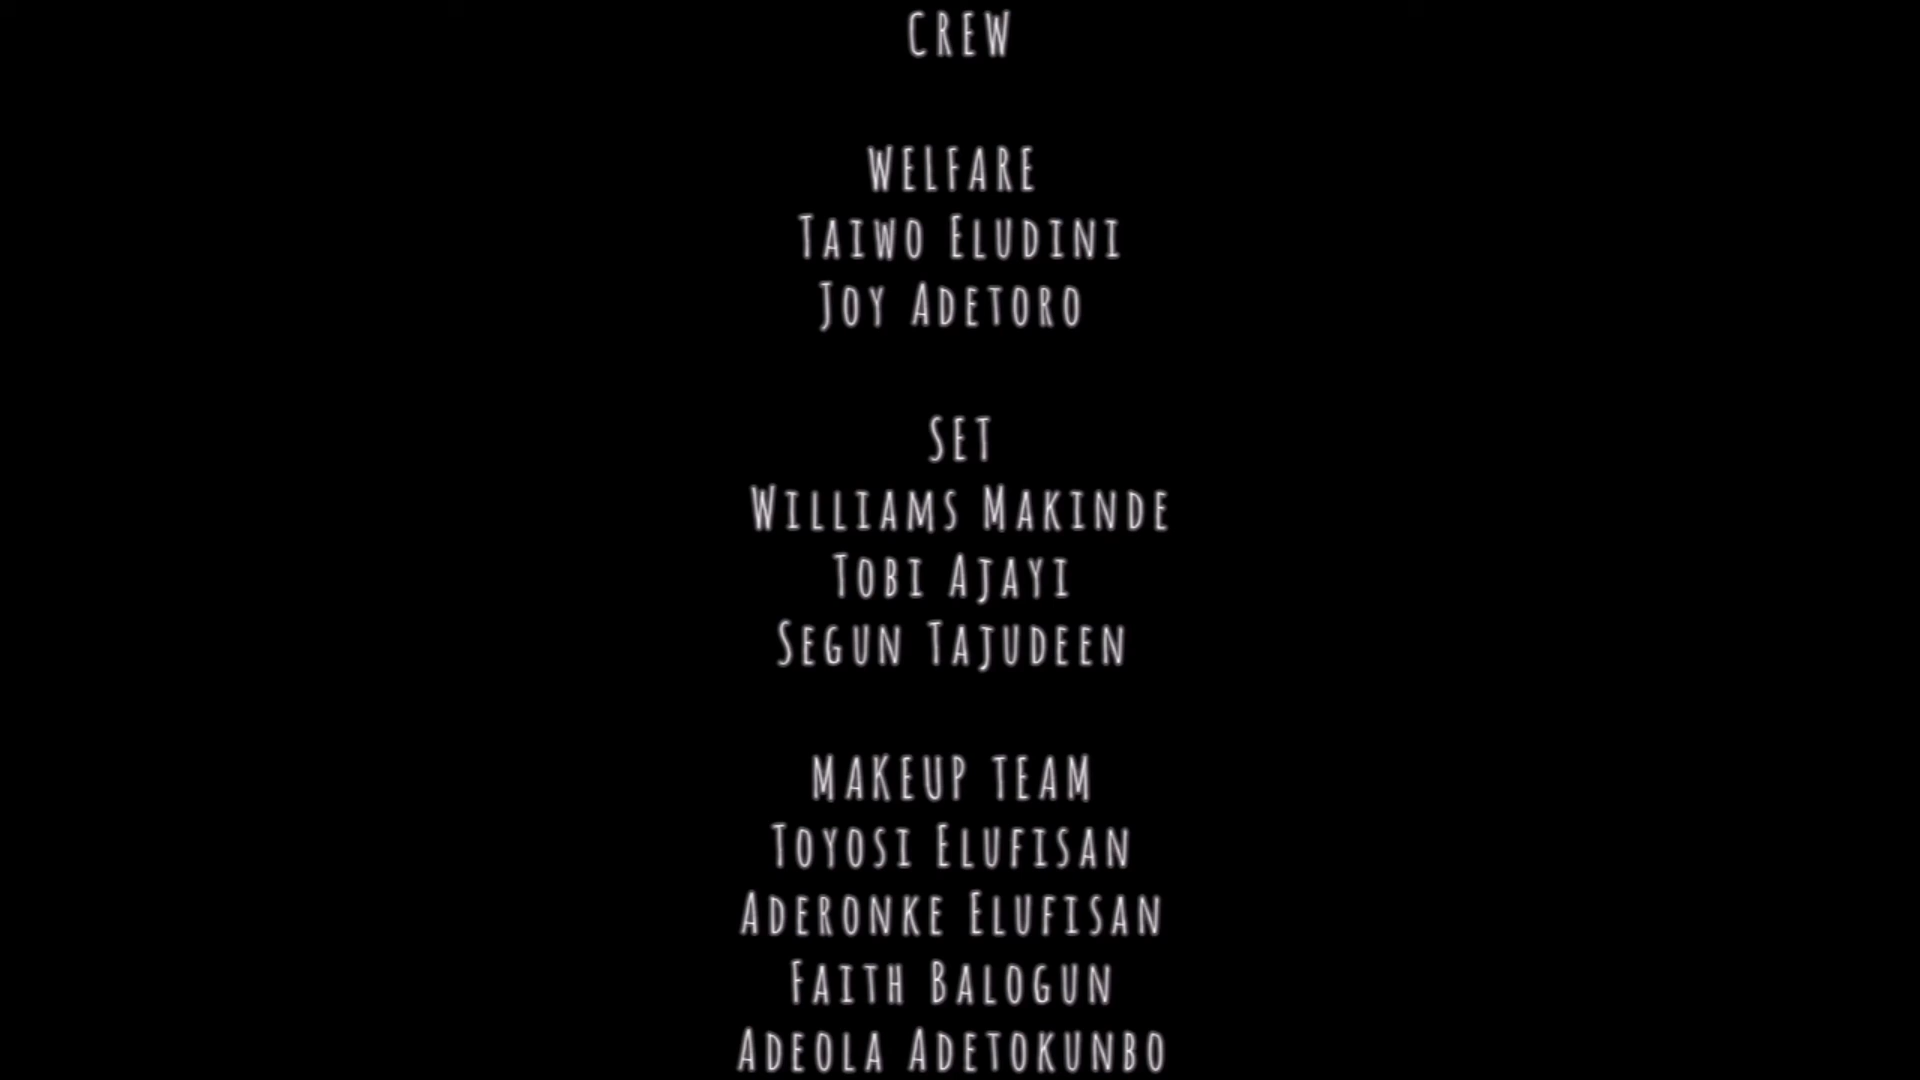 CREW
WELFARE
TAIWO ELUDINI
JOY ADETORO
SET
WILLIAMS MAKINDE
TOBI AJAYI
SEGUN TAJUDEEN
MAKEUP TEAM
TOYOSI ELUFISAN
ADERONKE ELUFISAN
FAITH BALOGUN
ADEOLA ADETOKUNBO